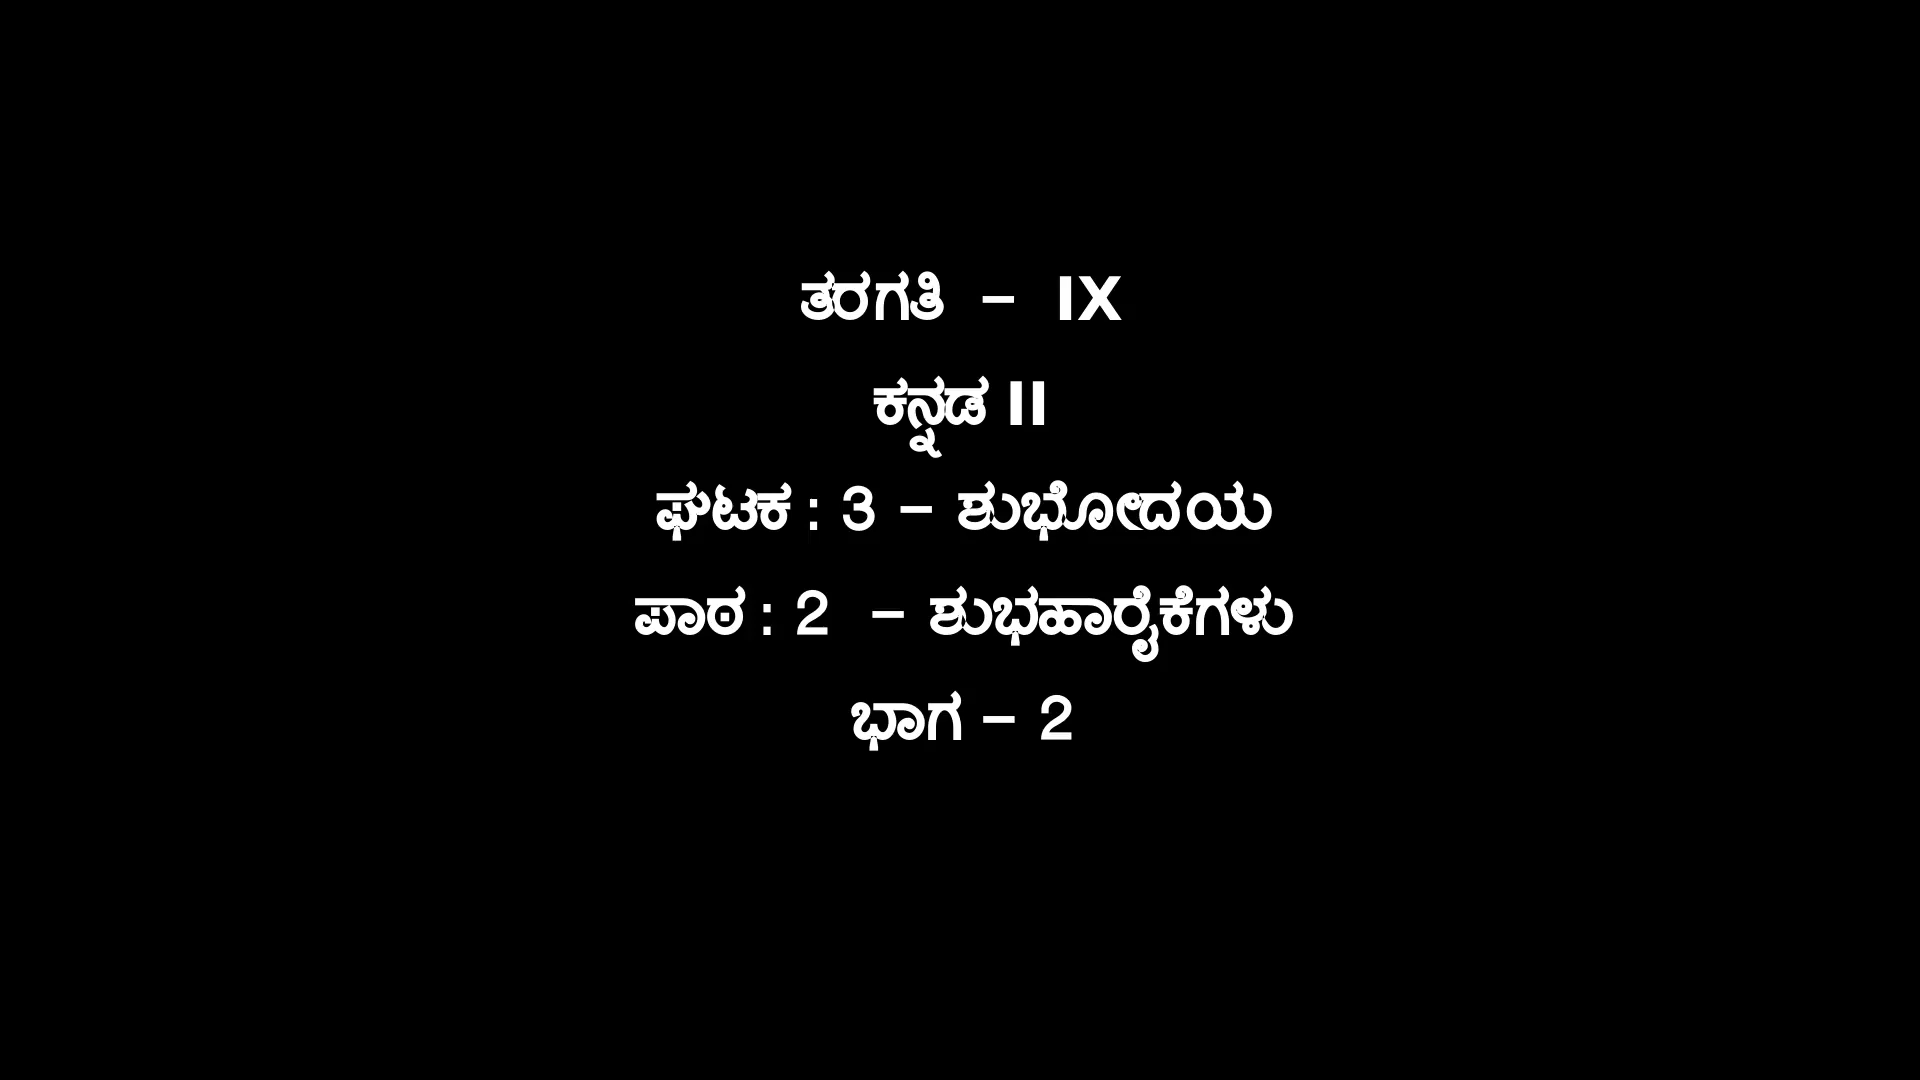 ತರಗತಿ - IX
ಕನ್ನಡ II
ಘಟಕ : 3 - ಶುಭೋದಯ
ಪಾಠ : 2 - ಶುಭಹಾರೈಕೆಗಳು
ಭಾಗ - 2